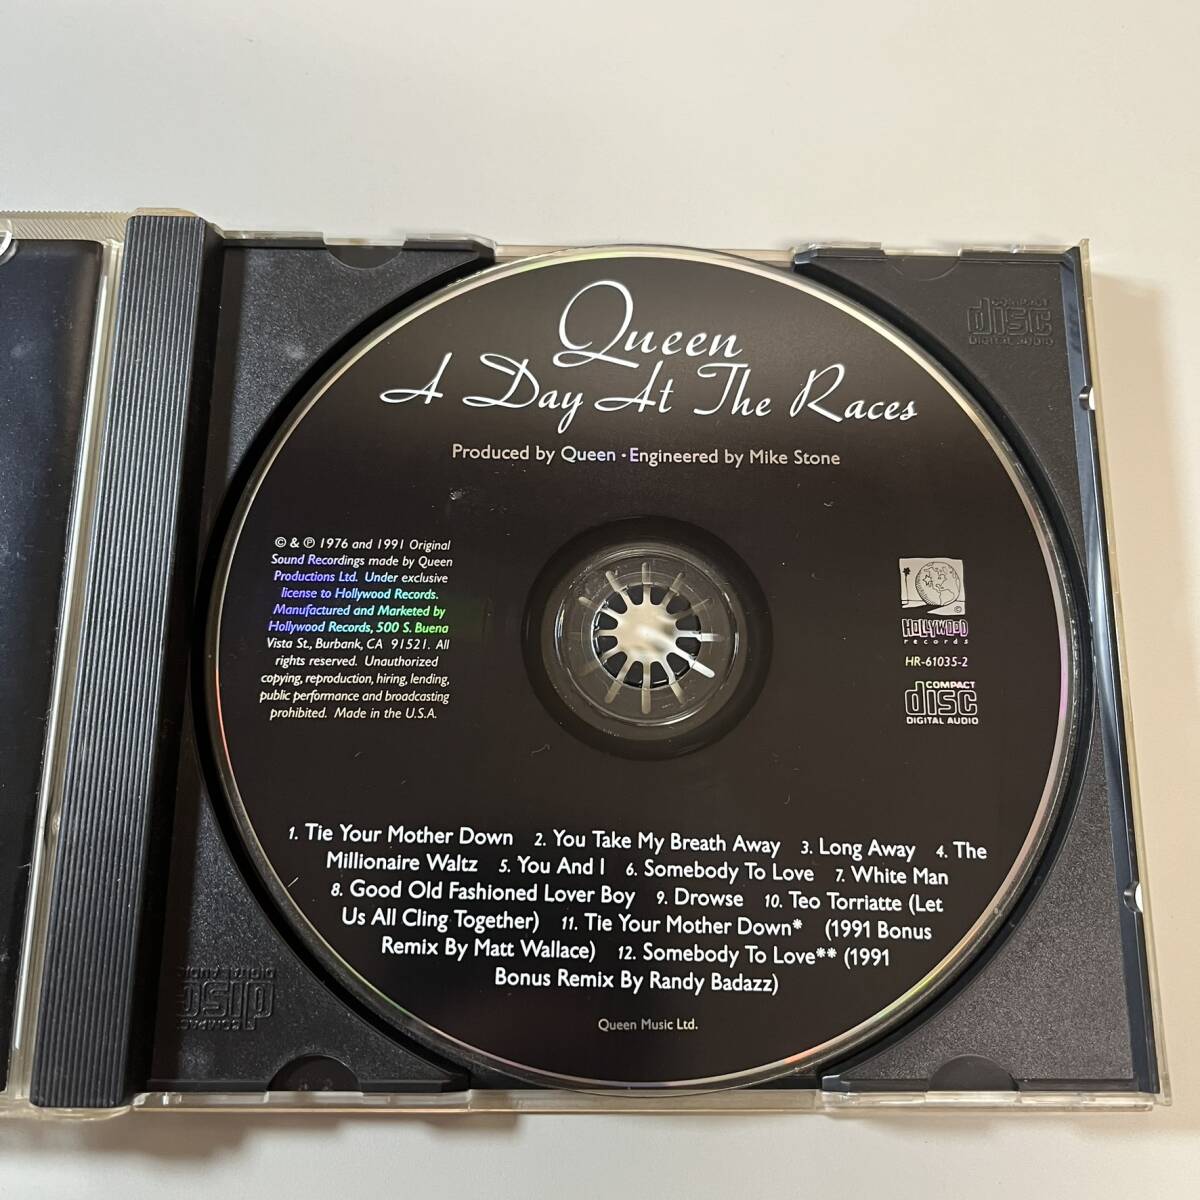 Queen
A Day At The Races
Produced by Queen • Engineered by Mike Stone
© & ℗ 1976 and 1991 Original
Sound Recordings made by Queen
Productions Ltd. Under exclusive
license to Hollywood Records.
Manufactured and Marketed by
Hollywood Records, 500 S. Buena
Vista St., Burbank, CA 91521. All
rights reserved. Unauthorized
copying, reproduction, hiring, lending,
public performance and broadcasting
prohibited. Made in the U.S.A.
©
HOLLYWOOD
records
HR-61035-2
COMPACT
disc
DIGITAL AUDIO
1. Tie Your Mother Down 2. You Take My Breath Away 3. Long Away 4. The
Millionaire Waltz 5. You And I 6. Somebody To Love 7. White Man
8. Good Old Fashioned Lover Boy 9. Drowse 10. Teo Torriatte (Let
Us All Cling Together) 11. Tie Your Mother Down* (1991 Bonus
Remix By Matt Wallace) 12. Somebody To Love** (1991
Bonus Remix By Randy Badazz)
Queen Music Ltd.
COMPACT
disc
DIGITAL AUDIO
COMPACT
disc
DIGITAL AUDIO